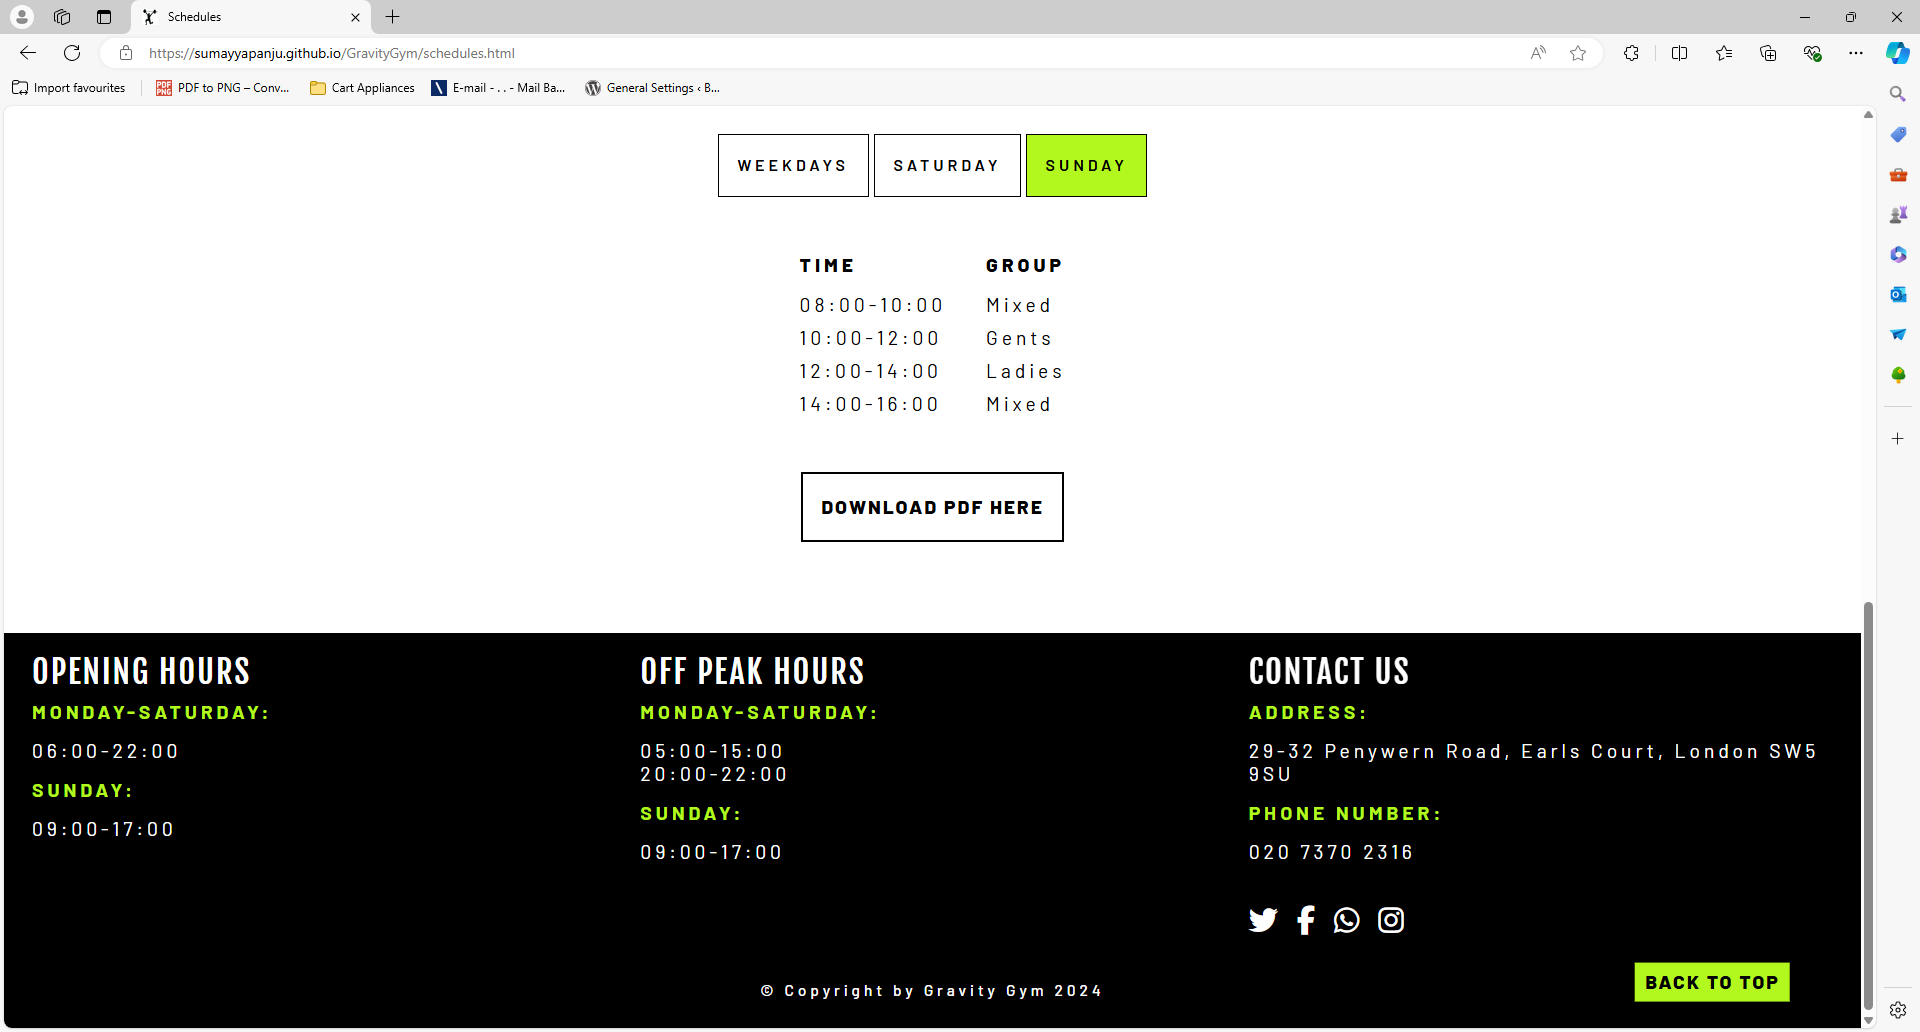 Schedules
https://sumayyapanju.github.io/GravityGym/schedules.html
Import favourites
PDF to PNG – Conv...
Cart Appliances
E-mail - . . - Mail Ba...
General Settings ‹ B...
WEEKDAYS
SATURDAY
SUNDAY
TIME GROUP
08:00-10:00 Mixed
10:00-12:00 Gents
12:00-14:00 Ladies
14:00-16:00 Mixed
DOWNLOAD PDF HERE
OPENING HOURS
MONDAY-SATURDAY:
06:00-22:00
SUNDAY:
09:00-17:00
OFF PEAK HOURS
MONDAY-SATURDAY:
05:00-15:00
20:00-22:00
SUNDAY:
09:00-17:00
CONTACT US
ADDRESS:
29-32 Penywern Road, Earls Court, London SW5
9SU
PHONE NUMBER:
020 7370 2316
© Copyright by Gravity Gym 2024
BACK TO TOP